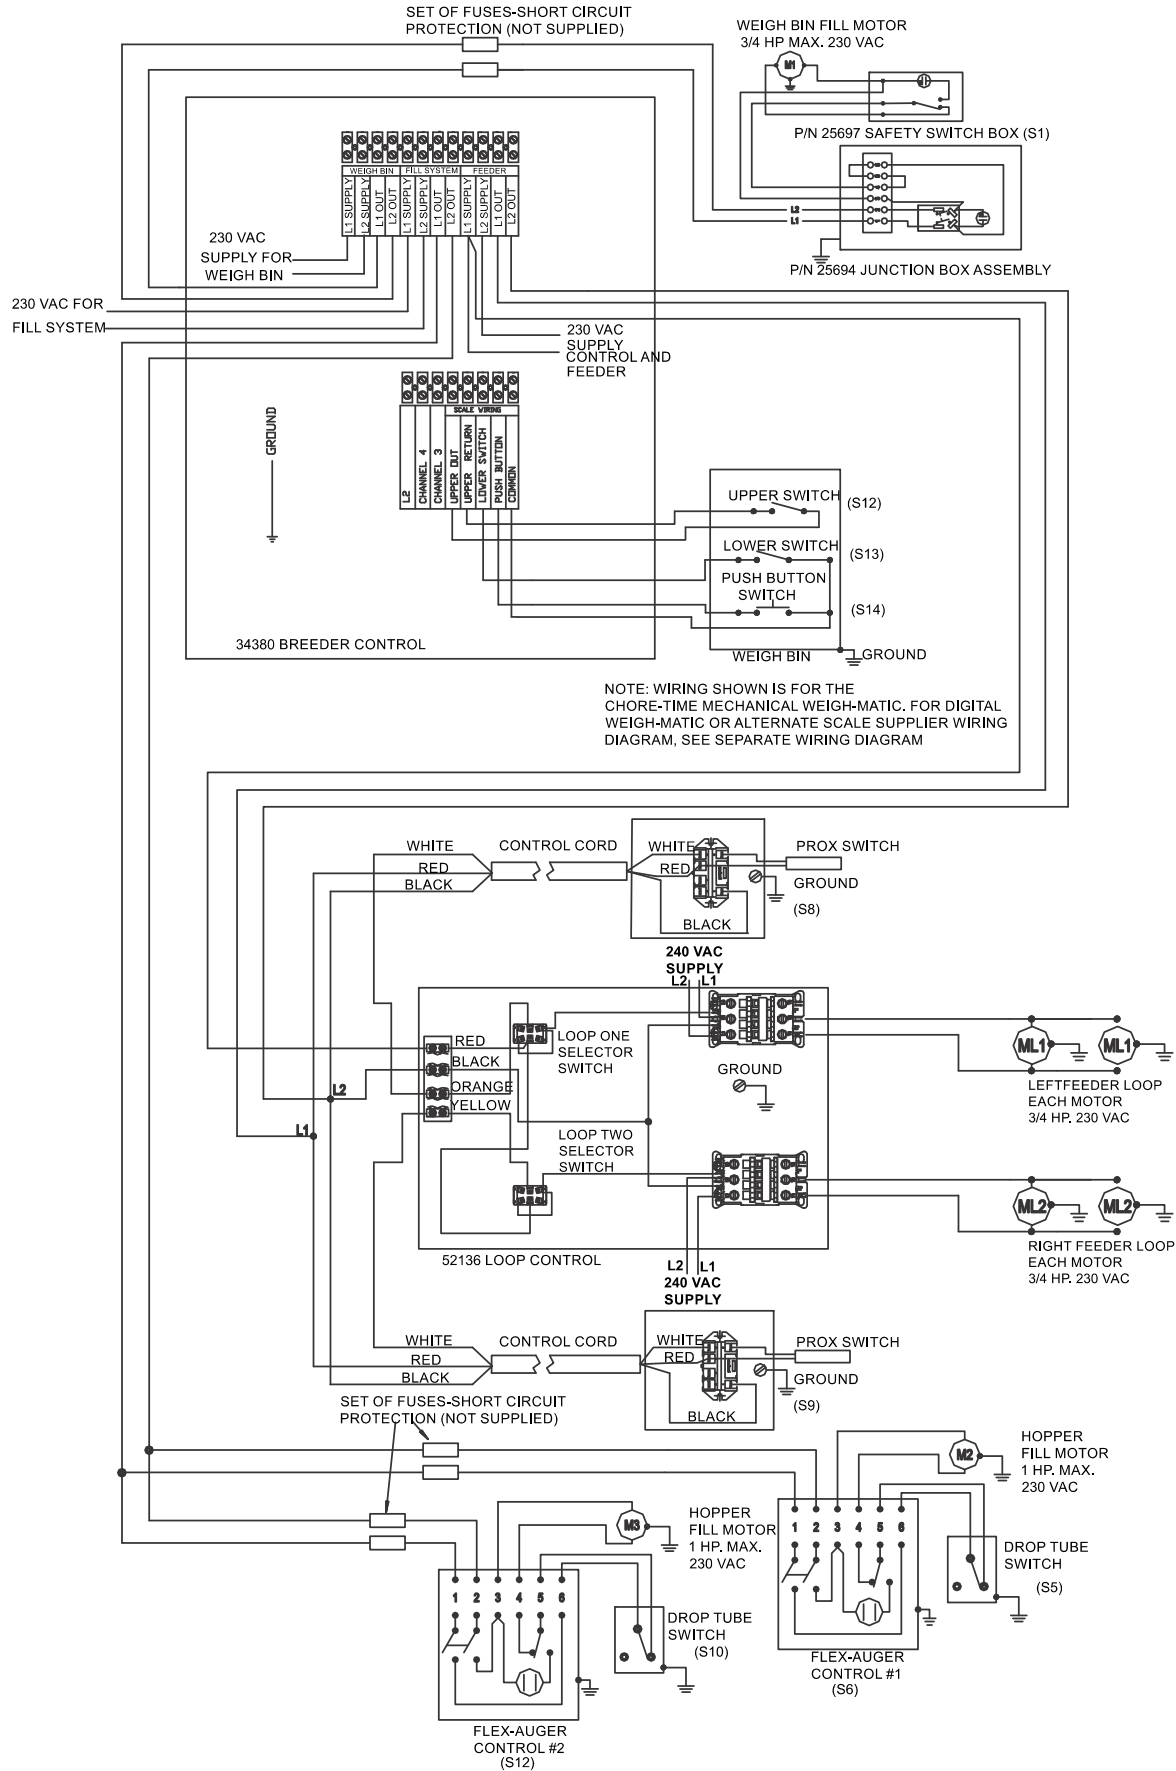 SET OF FUSES-SHORT CIRCUIT
PROTECTION (NOT SUPPLIED)
WEIGH BIN FILL MOTOR
3/4 HP MAX. 230 VAC
M1
P/N 25697 SAFETY SWITCH BOX (S1)
L2
L1
P/N 25694 JUNCTION BOX ASSEMBLY
WEIGH BIN
FILL SYSTEM
FEEDER
L1 SUPPLY
L2 SUPPLY
L1 OUT
L2 OUT
L1 SUPPLY
L2 SUPPLY
L1 OUT
L2 OUT
L1 SUPPLY
L2 SUPPLY
L1 OUT
L2 OUT
230 VAC
SUPPLY FOR
WEIGH BIN
230 VAC FOR
FILL SYSTEM
230 VAC
SUPPLY
CONTROL AND
FEEDER
GROUND
SCALE WIRING
L2
CHANNEL 4
CHANNEL 3
UPPER OUT
UPPER RETURN
LOWER SWITCH
PUSH BUTTON
COMMON
UPPER SWITCH
(S12)
LOWER SWITCH
(S13)
PUSH BUTTON
SWITCH
(S14)
34380 BREEDER CONTROL
WEIGH BIN
GROUND
NOTE: WIRING SHOWN IS FOR THE
CHORE-TIME MECHANICAL WEIGH-MATIC. FOR DIGITAL
WEIGH-MATIC OR ALTERNATE SCALE SUPPLIER WIRING
DIAGRAM, SEE SEPARATE WIRING DIAGRAM
WHITE
RED
BLACK
CONTROL CORD
WHITE
RED
BLACK
PROX SWITCH
GROUND
(S8)
240 VAC
SUPPLY
L2 L1
RED
BLACK
ORANGE
YELLOW
LOOP ONE
SELECTOR
SWITCH
GROUND
L2
L1
LOOP TWO
SELECTOR
SWITCH
ML1
ML1
LEFTFEEDER LOOP
EACH MOTOR
3/4 HP. 230 VAC
ML2
ML2
RIGHT FEEDER LOOP
EACH MOTOR
3/4 HP. 230 VAC
52136 LOOP CONTROL
L2 L1
240 VAC
SUPPLY
WHITE
RED
BLACK
CONTROL CORD
WHITE
RED
BLACK
PROX SWITCH
GROUND
(S9)
SET OF FUSES-SHORT CIRCUIT
PROTECTION (NOT SUPPLIED)
M2
HOPPER
FILL MOTOR
1 HP. MAX.
230 VAC
M3
HOPPER
FILL MOTOR
1 HP. MAX.
230 VAC
1 2 3 4 5 6
DROP TUBE
SWITCH
(S5)
1 2 3 4 5 6
DROP TUBE
SWITCH
(S10)
FLEX-AUGER
CONTROL #1
(S6)
FLEX-AUGER
CONTROL #2
(S12)